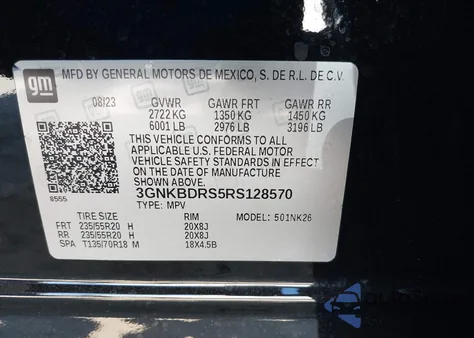 gm MFD BY GENERAL MOTORS DE MEXICO, S. DE R.L. DE C.V.
08/23 GVWR GAWR FRT GAWR RR
2722 KG 1350 KG 1450 KG
6001 LB 2976 LB 3196 LB
THIS VEHICLE CONFORMS TO ALL
APPLICABLE U.S. FEDERAL MOTOR
VEHICLE SAFETY STANDARDS IN EFFECT
ON THE DATE OF MANUFACTURE
SHOWN ABOVE.
8555
3GNKBDRS5RS128570
TYPE: MPV
TIRE SIZE RIM MODEL: 501NK26
FRT 235/55R20 H 20X8J
RR 235/55R20 H 20X8J
SPA T135/70R18 M 18X4.5B